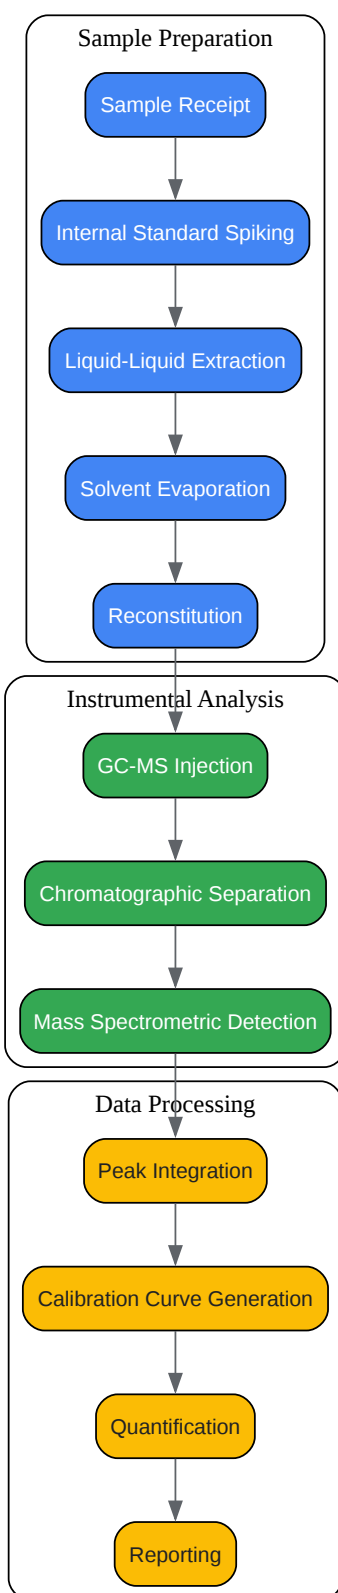 Sample Preparation
Sample Receipt
Internal Standard Spiking
Liquid-Liquid Extraction
Solvent Evaporation
Reconstitution
Instrumental Analysis
GC-MS Injection
Chromatographic Separation
Mass Spectrometric Detection
Data Processing
Peak Integration
Calibration Curve Generation
Quantification
Reporting